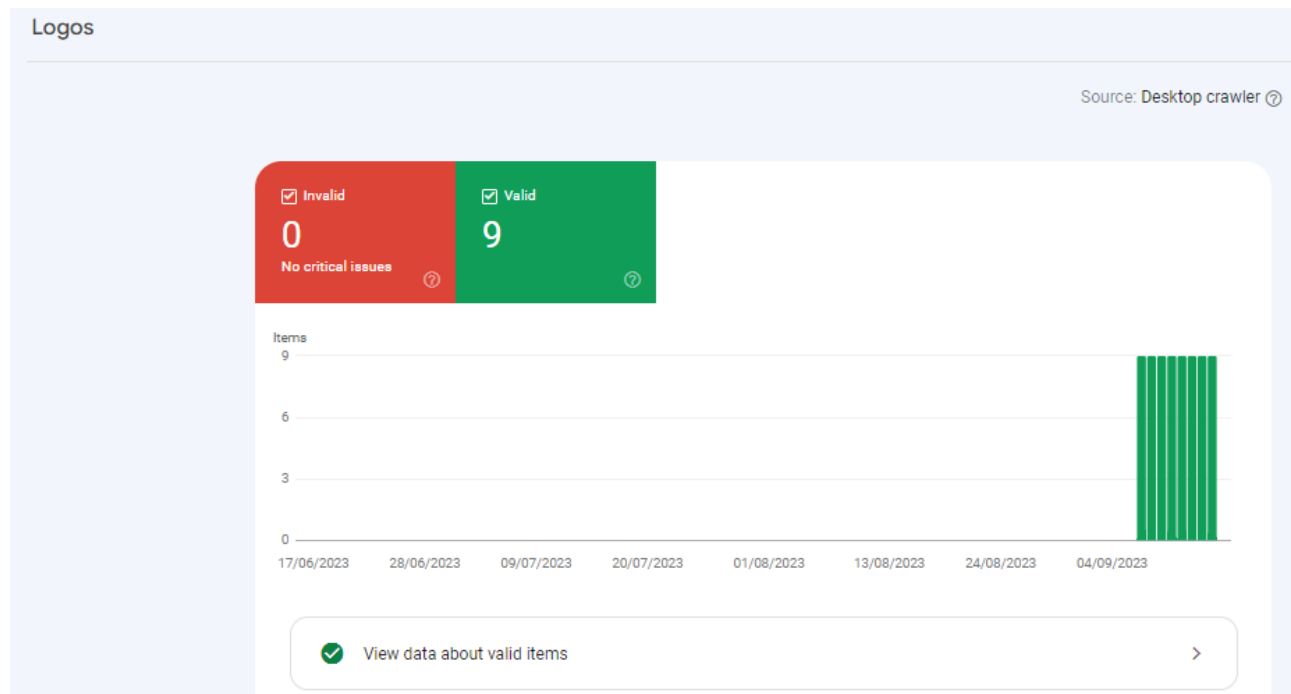 Logos
Source: Desktop crawler
Invalid
0
No critical issues
Valid
9
Items
9
6
3
0
17/06/2023 28/06/2023 09/07/2023 20/07/2023 01/08/2023 13/08/2023 24/08/2023 04/09/2023
View data about valid items